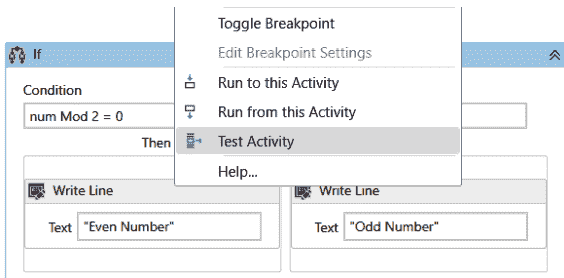 Toggle Breakpoint
Edit Breakpoint Settings
If
Run to this Activity
Condition
num Mod 2 = 0
Run from this Activity
Then
Test Activity
Help...
Write Line
Write Line
Text "Even Number"
Text "Odd Number"